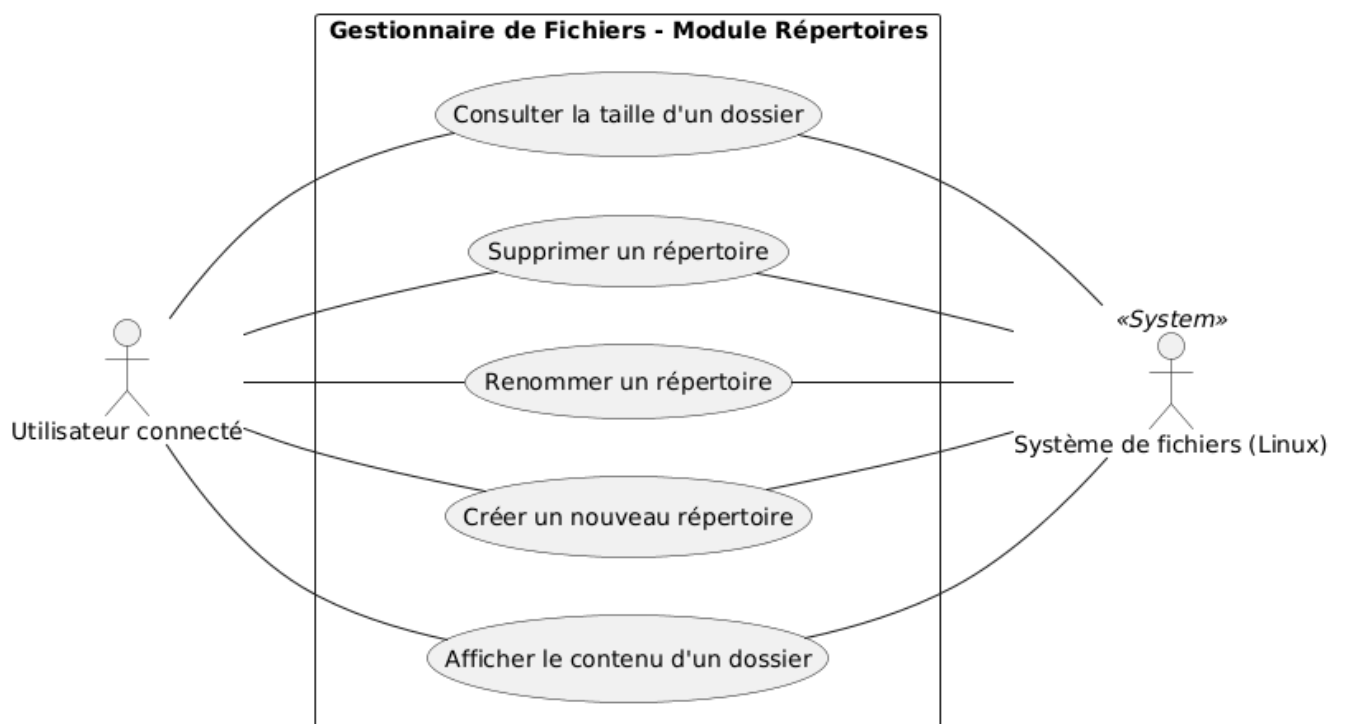 Gestionnaire de Fichiers - Module Répertoires
Consulter la taille d'un dossier
Supprimer un répertoire
«System»
Renommer un répertoire
Utilisateur connecté
Système de fichiers (Linux)
Créer un nouveau répertoire
Afficher le contenu d'un dossier